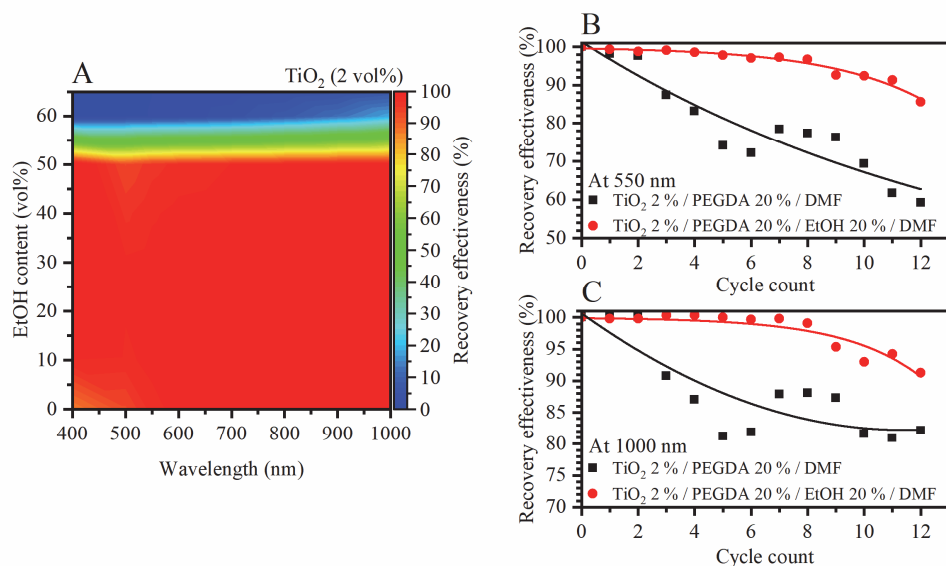 A
TiO2 (2 vol%)
EtOH content (vol%)
60
50
40
30
20
10
0
400 500 600 700 800 900 1000
Wavelength (nm)
100
90
80
70
60
50
40
30
20
10
0
Recovery effectiveness (%)
B
Recovery effectiveness (%)
100
90
80
70
60
50
At 550 nm
TiO2 2 % / PEGDA 20 % / DMF
TiO2 2 % / PEGDA 20 % / EtOH 20 % / DMF
0 2 4 6 8 10 12
Cycle count
C
Recovery effectiveness (%)
100
95
90
85
80
75
70
At 1000 nm
TiO2 2 % / PEGDA 20 % / DMF
TiO2 2 % / PEGDA 20 % / EtOH 20 % / DMF
0 2 4 6 8 10 12
Cycle count